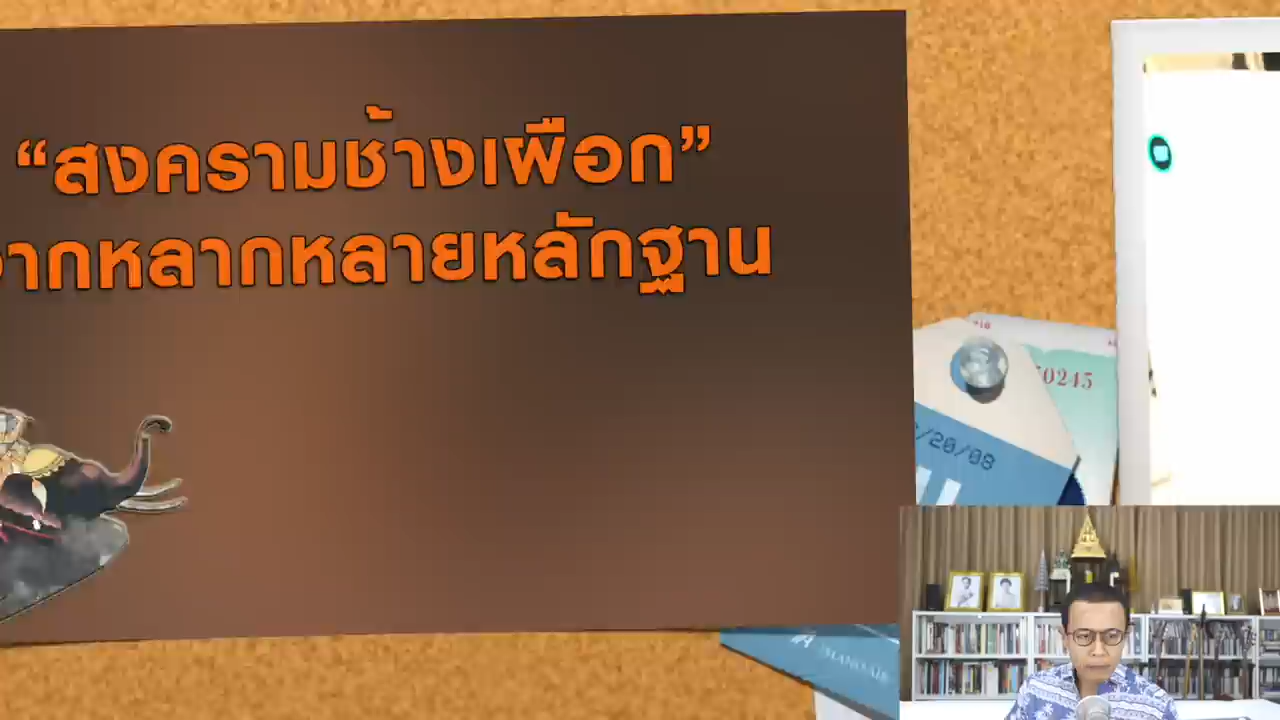 “สงครามช้างเผือก”
จากหลากหลายหลักฐาน
50245
/20/08